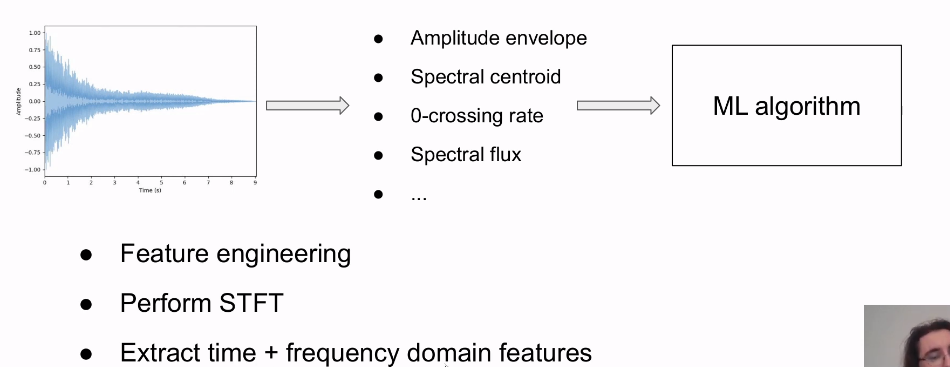 1.00
0.75
0.50
0.25
0.00
−0.25
−0.50
−0.75
−1.00
Amplitude
0 1 2 3 4 5 6 7 8 9
Time (s)
● Amplitude envelope
● Spectral centroid
● 0-crossing rate
● Spectral flux
● ...
ML algorithm
● Feature engineering
● Perform STFT
● Extract time + frequency domain features